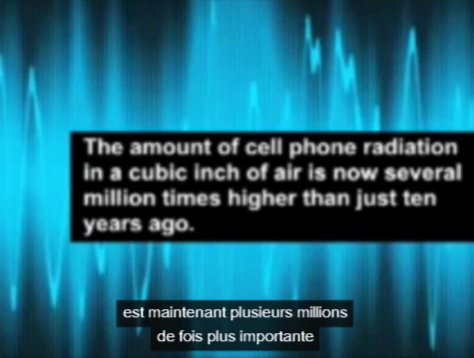 The amount of cell phone radiation
in a cubic inch of air is now several
million times higher than just ten
years ago.
est maintenant plusieurs millions
de fois plus importante